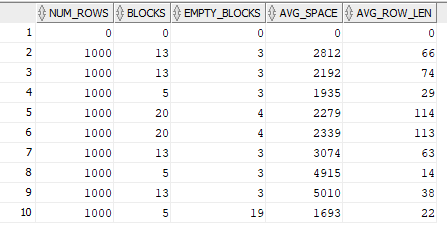 NUM_ROWS BLOCKS EMPTY_BLOCKS AVG_SPACE AVG_ROW_LEN
1 0 0 0 0 0
2 1000 13 3 2812 66
3 1000 13 3 2192 74
4 1000 5 3 1935 29
5 1000 20 4 2279 114
6 1000 20 4 2339 113
7 1000 13 3 3074 63
8 1000 5 3 4915 14
9 1000 13 3 5010 38
10 1000 5 19 1693 22